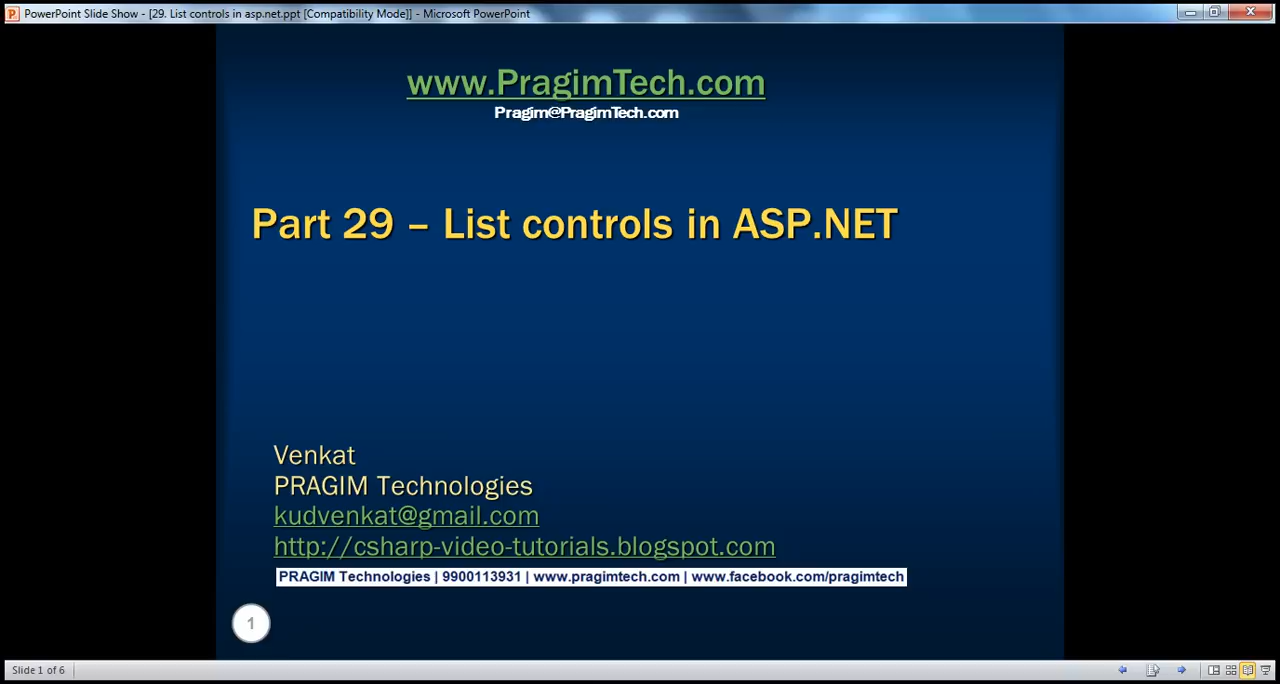 PowerPoint Slide Show - [29. List controls in asp.net.ppt [Compatibility Mode]] - Microsoft PowerPoint
www.PragimTech.com
Pragim@PragimTech.com
Part 29 – List controls in ASP.NET
Venkat
PRAGIM Technologies
kudvenkat@gmail.com
http://csharp-video-tutorials.blogspot.com
PRAGIM Technologies | 9900113931 | www.pragimtech.com | www.facebook.com/pragimtech
1
Slide 1 of 6